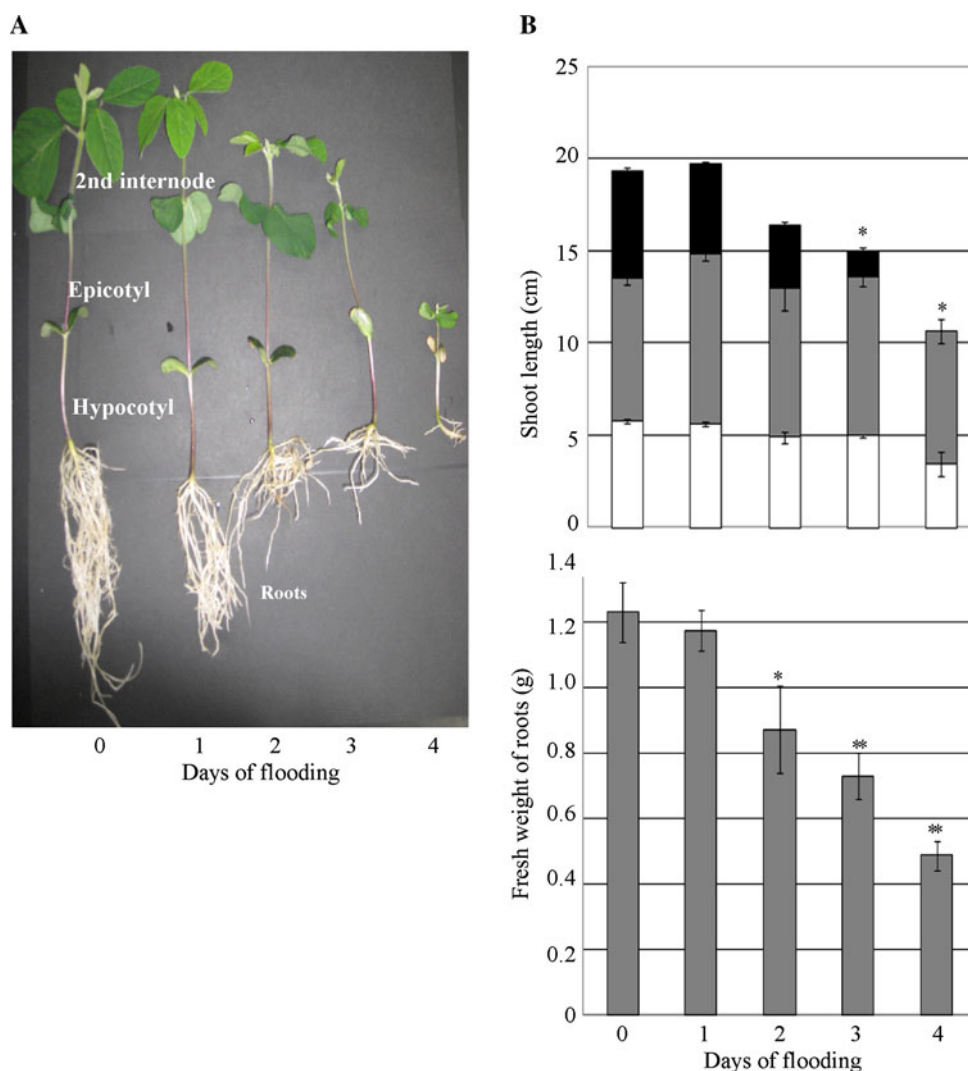 A
2nd internode
Epicotyl
Hypocotyl
Roots
0 1 2 3 4
Days of flooding
B
25
20
15
10
5
0
Shoot length (cm)
*
*
1.4
1.2
1.0
0.8
0.6
0.4
0.2
0
Fresh weight of roots (g)
*
**
**
0 1 2 3 4
Days of flooding